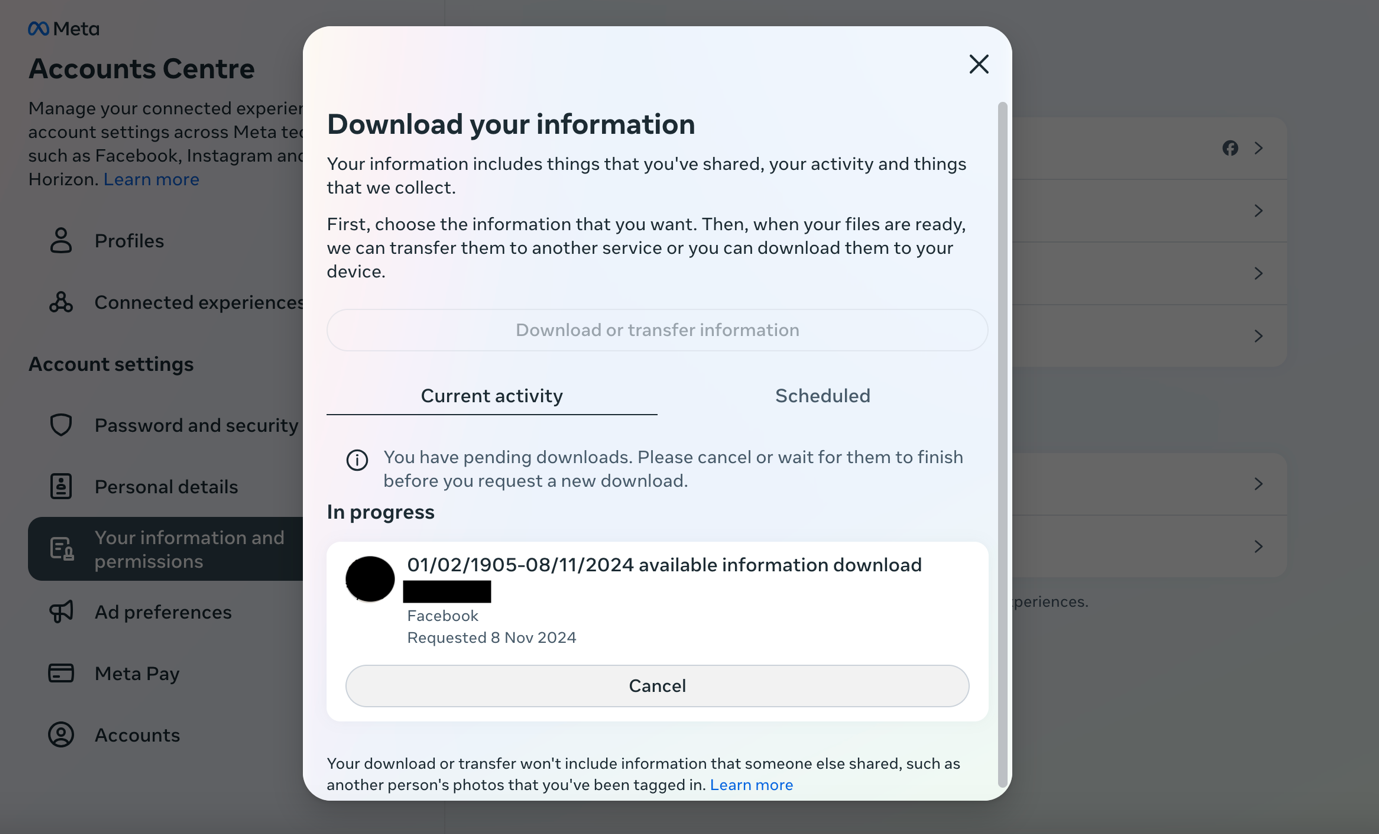 Meta
Accounts Centre
Manage your connected
account settings across Meta
such as Facebook, Instagram
Horizon. Learn more
Profiles
Connected experiences
Account settings
Password and security
Personal details
Your information and
permissions
Ad preferences
Meta Pay
Accounts
Download your information
Your information includes things that you've shared, your activity and things
that we collect.
First, choose the information that you want. Then, when your files are ready,
we can transfer them to another service or you can download them to your
device.
Download or transfer information
Current activity
Scheduled
You have pending downloads. Please cancel or wait for them to finish
before you request a new download.
In progress
01/02/1905-08/11/2024 available information download
Facebook
Requested 8 Nov 2024
Cancel
Your download or transfer won't include information that someone else shared, such as
another person's photos that you've been tagged in. Learn more